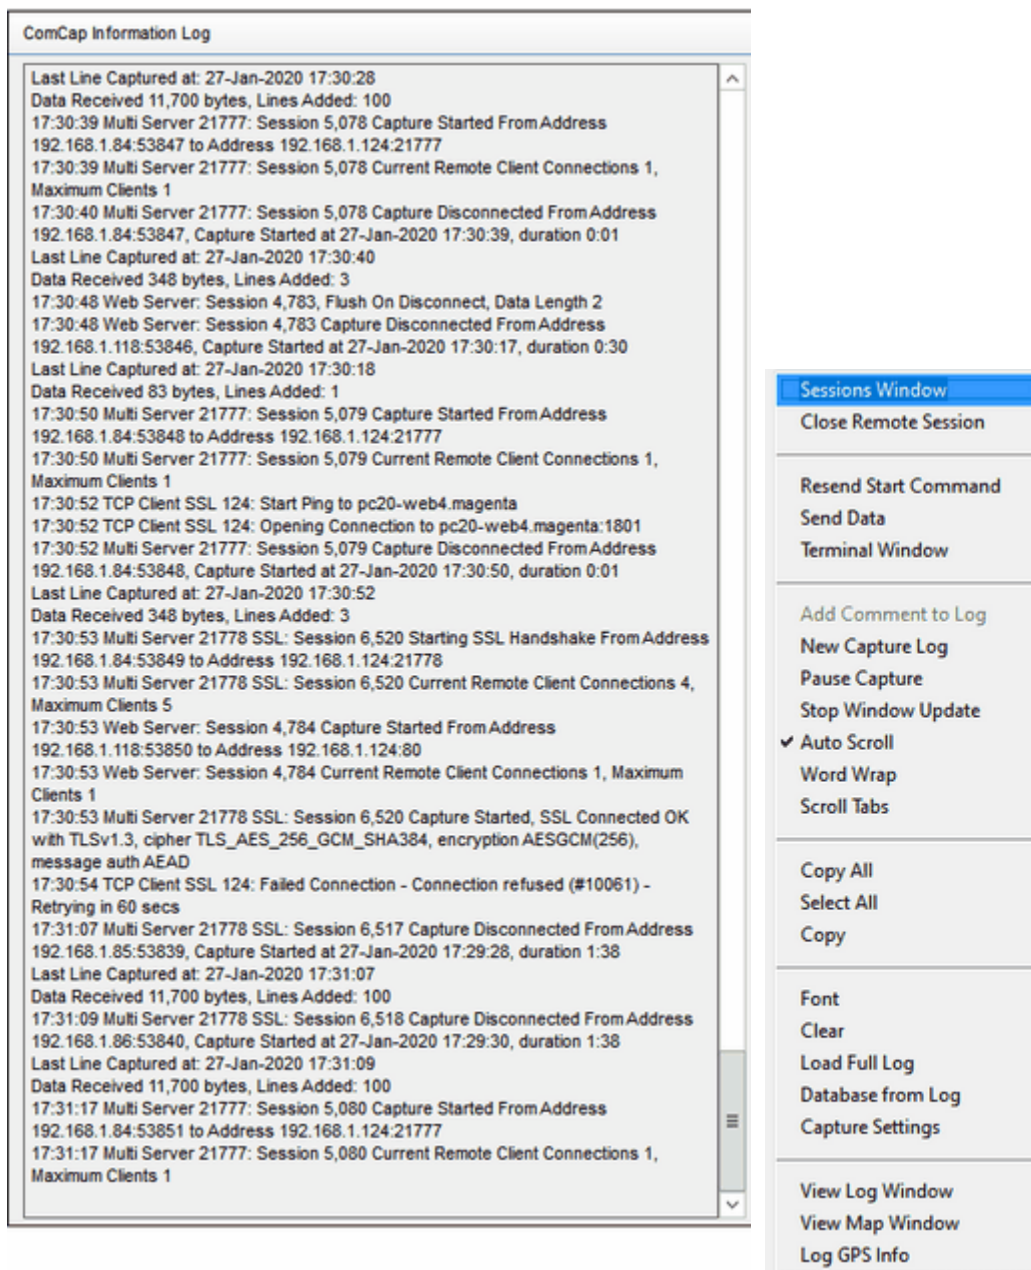 ComCap Information Log
Last Line Captured at: 27-Jan-2020 17:30:28
Data Received 11,700 bytes, Lines Added: 100
17:30:39 Multi Server 21777: Session 5,078 Capture Started From Address
192.168.1.84:53847 to Address 192.168.1.124:21777
17:30:39 Multi Server 21777: Session 5,078 Current Remote Client Connections 1,
Maximum Clients 1
17:30:40 Multi Server 21777: Session 5,078 Capture Disconnected From Address
192.168.1.84:53847, Capture Started at 27-Jan-2020 17:30:39, duration 0:01
Last Line Captured at: 27-Jan-2020 17:30:40
Data Received 348 bytes, Lines Added: 3
17:30:48 Web Server: Session 4,783, Flush On Disconnect, Data Length 2
17:30:48 Web Server: Session 4,783 Capture Disconnected From Address
192.168.1.118:53846, Capture Started at 27-Jan-2020 17:30:17, duration 0:30
Last Line Captured at: 27-Jan-2020 17:30:18
Data Received 83 bytes, Lines Added: 1
17:30:50 Multi Server 21777: Session 5,079 Capture Started From Address
192.168.1.84:53848 to Address 192.168.1.124:21777
17:30:50 Multi Server 21777: Session 5,079 Current Remote Client Connections 1,
Maximum Clients 1
17:30:52 TCP Client SSL 124: Start Ping to pc20-web4.magenta
17:30:52 TCP Client SSL 124: Opening Connection to pc20-web4.magenta:1801
17:30:52 Multi Server 21777: Session 5,079 Capture Disconnected From Address
192.168.1.84:53848, Capture Started at 27-Jan-2020 17:30:50, duration 0:01
Last Line Captured at: 27-Jan-2020 17:30:52
Data Received 348 bytes, Lines Added: 3
17:30:53 Multi Server 21778 SSL: Session 6,520 Starting SSL Handshake From Address
192.168.1.84:53849 to Address 192.168.1.124:21778
17:30:53 Multi Server 21778 SSL: Session 6,520 Current Remote Client Connections 4,
Maximum Clients 5
17:30:53 Web Server: Session 4,784 Capture Started From Address
192.168.1.118:53850 to Address 192.168.1.124:80
17:30:53 Web Server: Session 4,784 Current Remote Client Connections 1, Maximum
Clients 1
17:30:53 Multi Server 21778 SSL: Session 6,520 Capture Started, SSL Connected OK
with TLSv1.3, cipher TLS_AES_256_GCM_SHA384, encryption AESGCM(256),
message auth AEAD
17:30:54 TCP Client SSL 124: Failed Connection - Connection refused (#10061) -
Retrying in 60 secs
17:31:07 Multi Server 21778 SSL: Session 6,517 Capture Disconnected From Address
192.168.1.85:53839, Capture Started at 27-Jan-2020 17:29:28, duration 1:38
Last Line Captured at: 27-Jan-2020 17:31:07
Data Received 11,700 bytes, Lines Added: 100
17:31:09 Multi Server 21778 SSL: Session 6,518 Capture Disconnected From Address
192.168.1.86:53840, Capture Started at 27-Jan-2020 17:29:30, duration 1:38
Last Line Captured at: 27-Jan-2020 17:31:09
Data Received 11,700 bytes, Lines Added: 100
17:31:17 Multi Server 21777: Session 5,080 Capture Started From Address
192.168.1.84:53851 to Address 192.168.1.124:21777
17:31:17 Multi Server 21777: Session 5,080 Current Remote Client Connections 1,
Maximum Clients 1
Sessions Window
Close Remote Session
Resend Start Command
Send Data
Terminal Window
Add Comment to Log
New Capture Log
Pause Capture
Stop Window Update
Auto Scroll
Word Wrap
Scroll Tabs
Copy All
Select All
Copy
Font
Clear
Load Full Log
Database from Log
Capture Settings
View Log Window
View Map Window
Log GPS Info